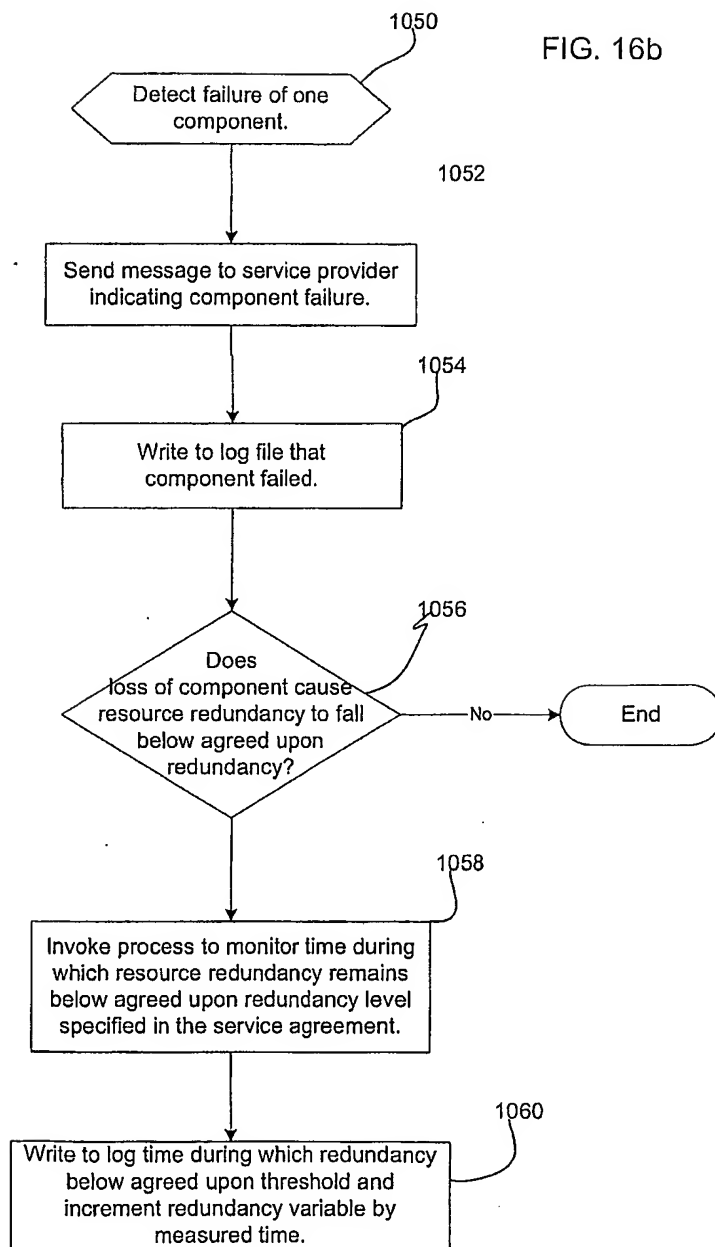 1050
FIG. 16b
Detect failure of one
component.
1052
Send message to service provider
indicating component failure.
1054
Write to log file that
component failed.
1056
Does
loss of component cause
resource redundancy to fall
below agreed upon
redundancy?
No
End
1058
Invoke process to monitor time during
which resource redundancy remains
below agreed upon redundancy level
specified in the service agreement.
1060
Write to log time during which redundancy
below agreed upon threshold and
increment redundancy variable by
measured time.